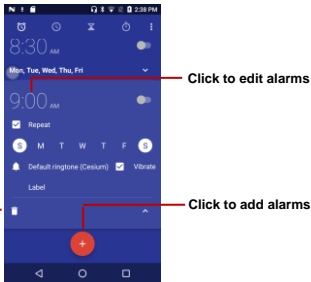 2:38 PM
8:30 AM
Mon, Tue, Wed, Thu, Fri
Click to edit alarms
9:00 AM
Repeat
S M T W T F S
Default ringtone (Cesium) Vibrate
Label
Click to add alarms